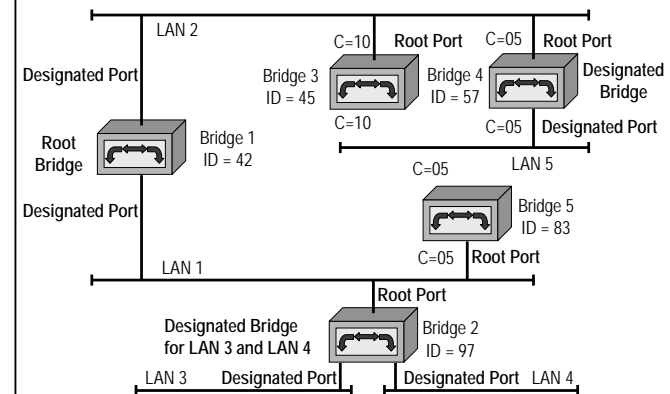 LAN 2
C=10 Root Port
C=05 Root Port
Designated Port
Bridge 3
ID = 45
Bridge 4
ID = 57
Designated
Bridge
C=10
C=05 Designated Port
Root
Bridge
Bridge 1
ID = 42
LAN 5
C=05
Designated Port
Bridge 5
ID = 83
C=05 Root Port
LAN 1
Root Port
Designated Bridge
for LAN 3 and LAN 4
Bridge 2
ID = 97
LAN 3 Designated Port
Designated Port LAN 4